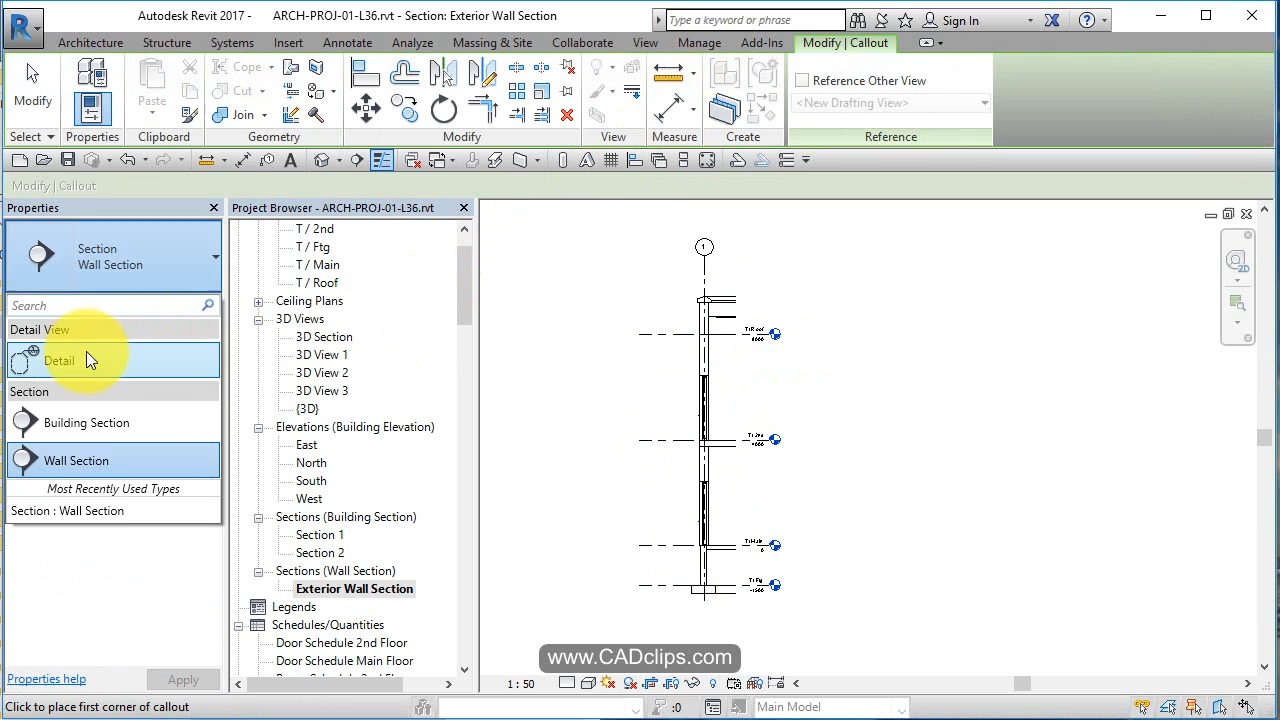 Autodesk Revit 2017 -     ARCH-PROJ-01-L36.rvt - Section: Exterior Wall Section
Type a keyword or phrase
Sign In
Architecture
Structure
Systems
Insert
Annotate
Analyze
Massing & Site
Collaborate
View
Manage
Add-Ins
Modify | Callout
Modify
Paste
Cope
Cut
Join
Reference Other View
<New Drafting View>
Select
Properties
Clipboard
Geometry
Modify
View
Measure
Create
Reference
Modify | Callout
Properties
Section
Wall Section
Search
Detail View
Detail
Section
Building Section
Wall Section
Most Recently Used Types
Section : Wall Section
Properties help
Apply
Project Browser - ARCH-PROJ-01-L36.rvt
T / 2nd
T / Ftg
T / Main
T / Roof
Ceiling Plans
3D Views
3D Section
3D View 1
3D View 2
3D View 3
{3D}
Elevations (Building Elevation)
East
North
South
West
Sections (Building Section)
Section 1
Section 2
Sections (Wall Section)
Exterior Wall Section
Legends
Schedules/Quantities
Door Schedule 2nd Floor
Door Schedule Main Floor
1
2D
www.CADclips.com
1 : 50
Click to place first corner of callout
:0
Main Model